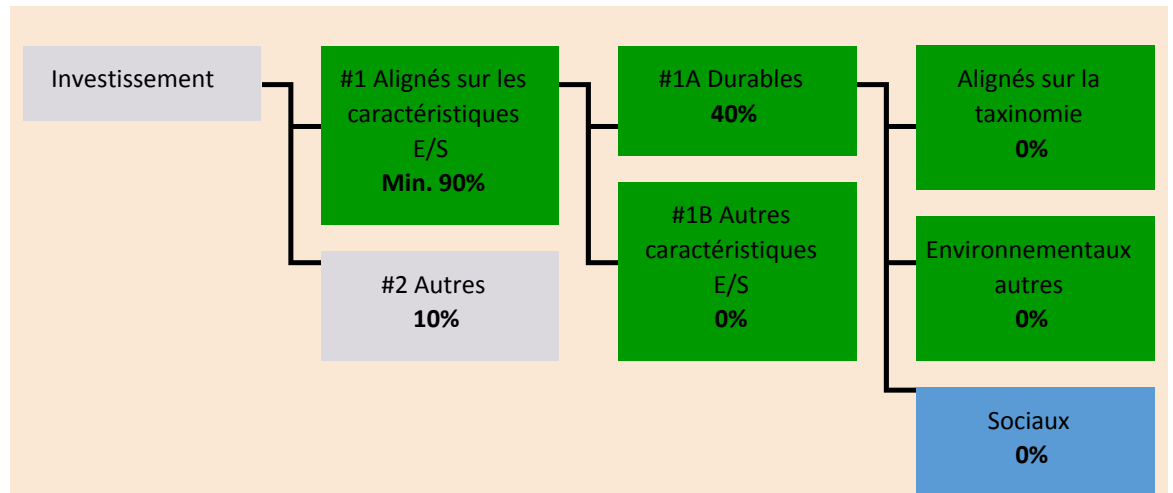 Investissement
#1 Alignés sur les
caractéristiques
E/S
Min. 90%
#2 Autres
10%
#1A Durables
40%
#1B Autres
caractéristiques
E/S
0%
Alignés sur la
taxinomie
0%
Environnementaux
autres
0%
Sociaux
0%